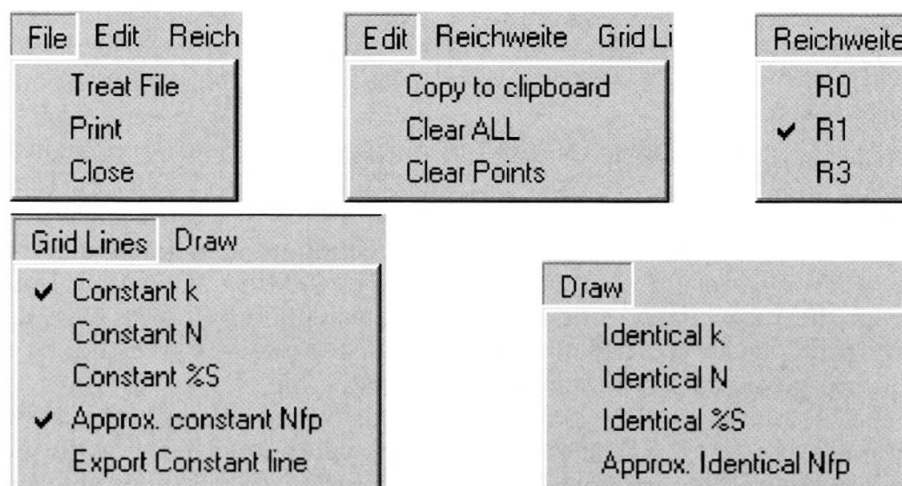 File Edit Reich
Treat File
Print
Close
Edit Reichweite Grid Li
Copy to clipboard
Clear ALL
Clear Points
Reichweite
R0
✔ R1
R3
Grid Lines Draw
✔ Constant k
Constant N
Constant %S
✔ Approx. constant Nfp
Export Constant line
Draw
Identical k
Identical N
Identical %S
Approx. Identical Nfp